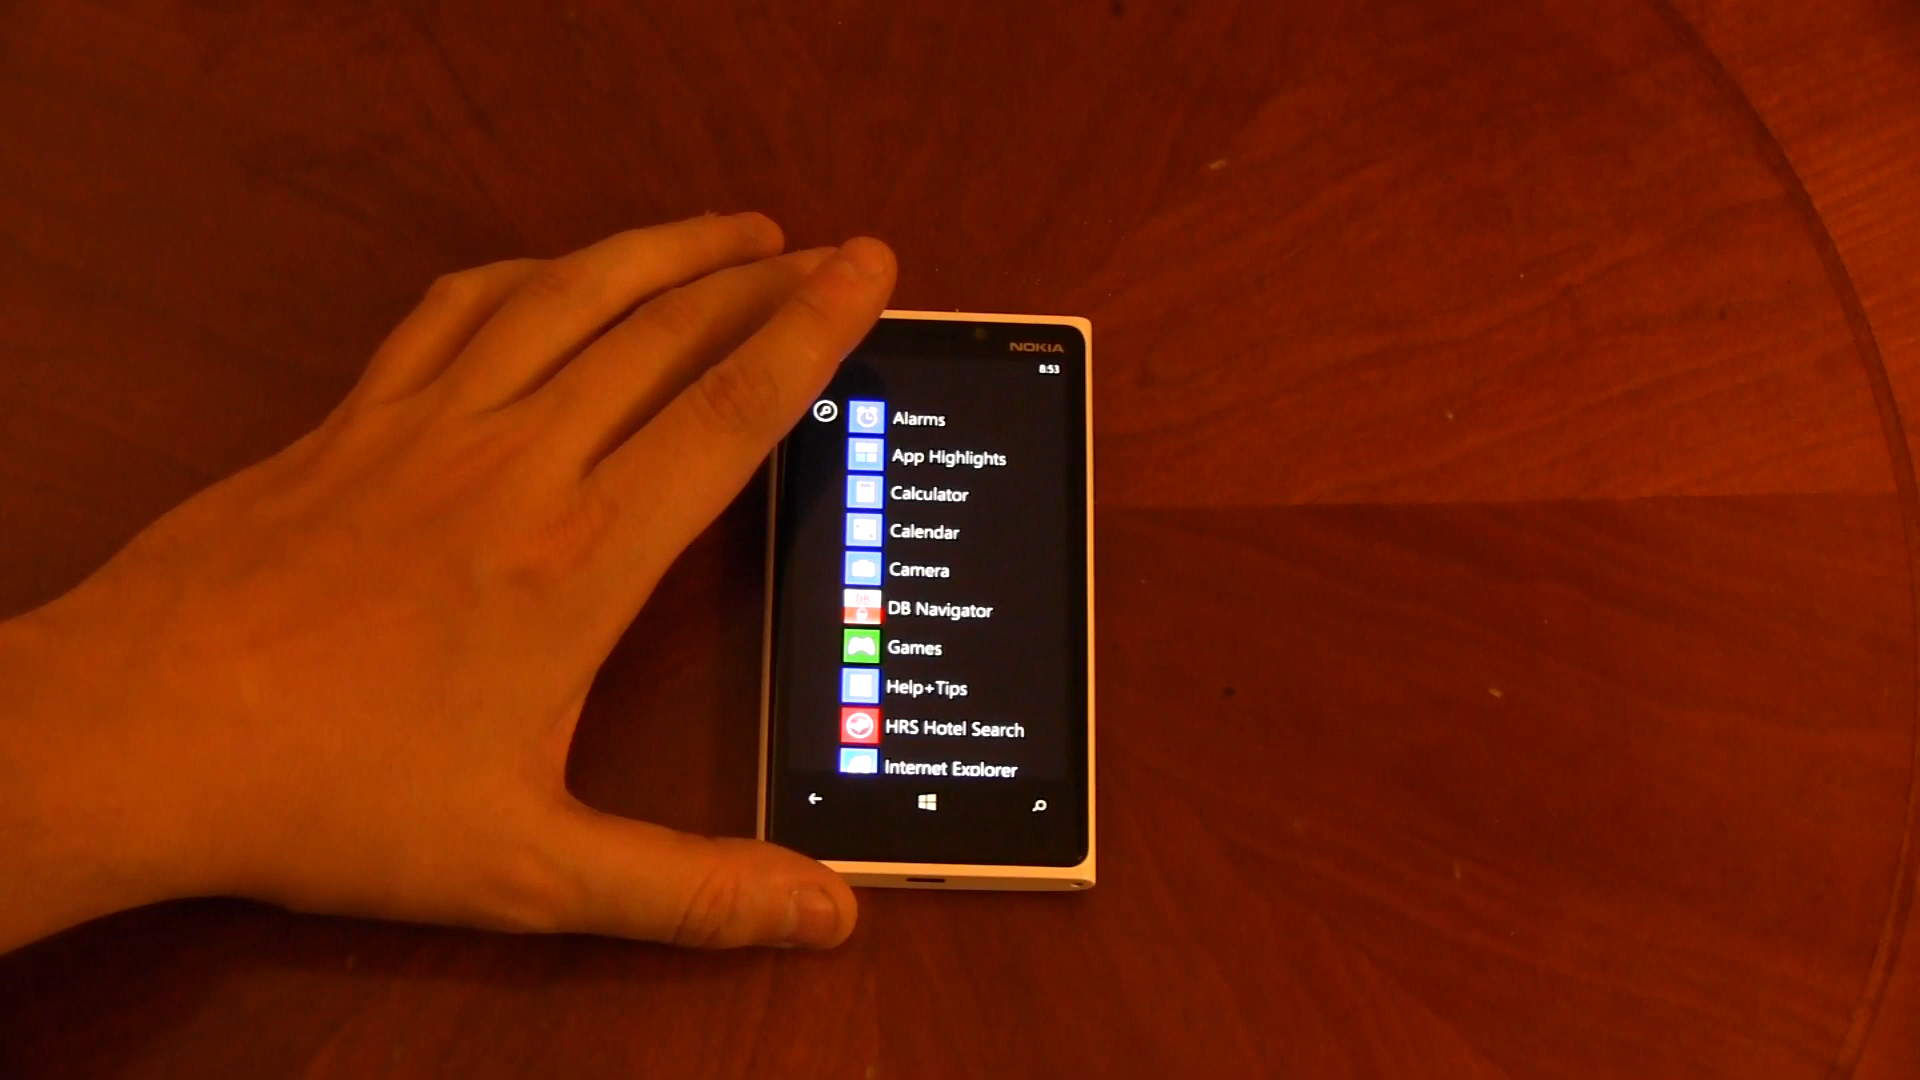 NOKIA
8:53
Alarms
App Highlights
Calculator
Calendar
Camera
DB Navigator
Games
Help+Tips
HRS Hotel Search
Internet Explorer